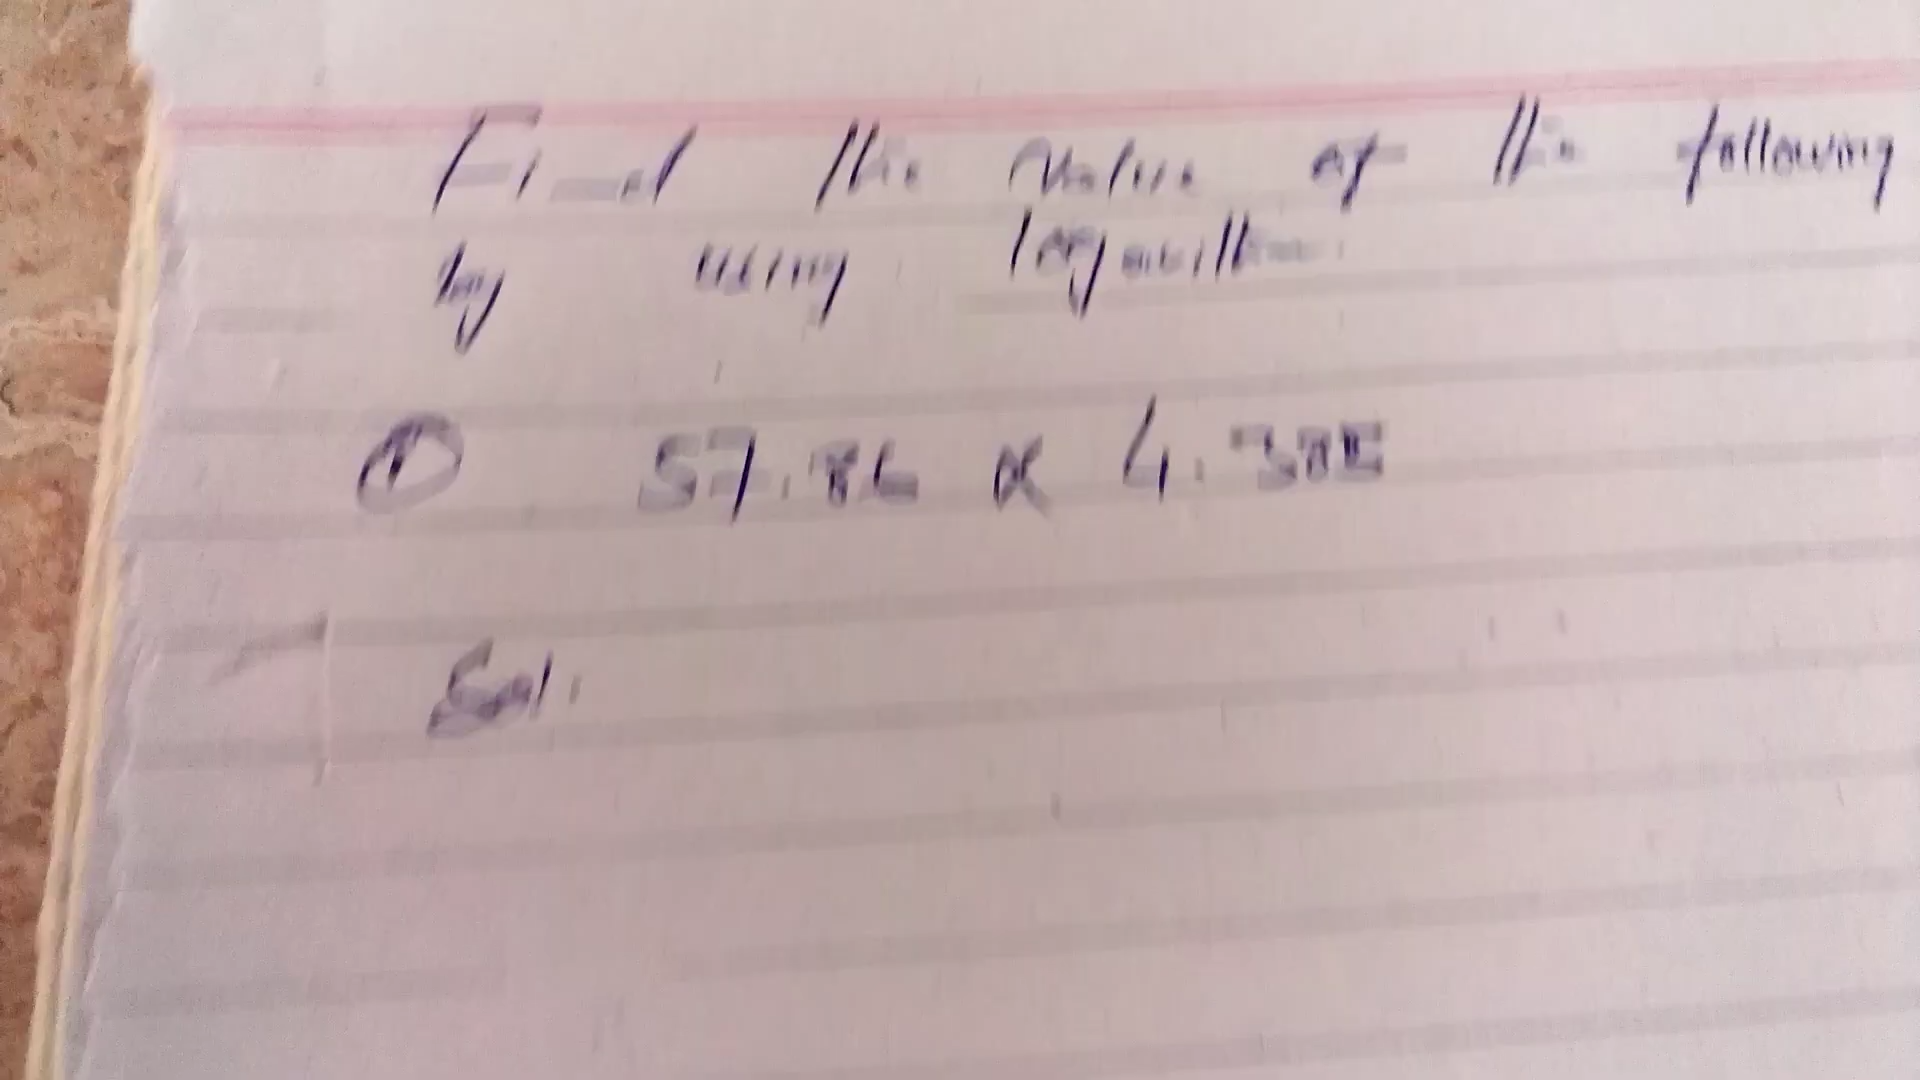 Find the value of the following
by using logarithm
① 57.86 × 4.385
Sol: